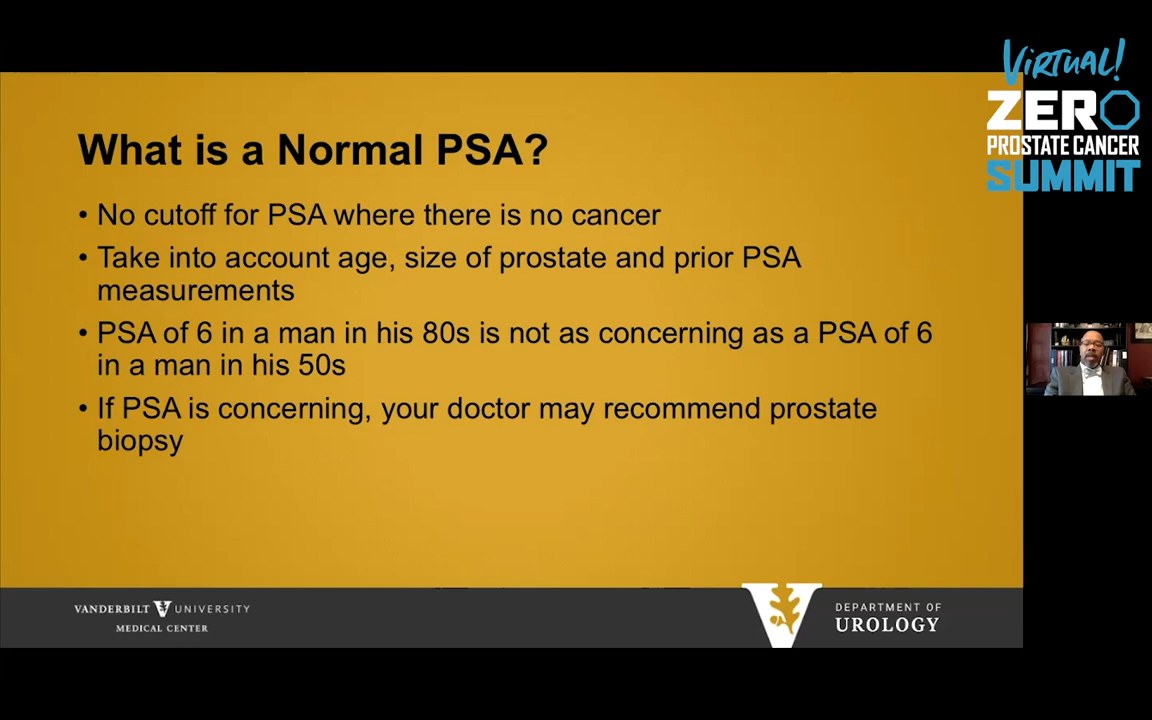 VIRTUAL!
ZERO
PROSTATE CANCER
SUMMIT
What is a Normal PSA?
• No cutoff for PSA where there is no cancer
• Take into account age, size of prostate and prior PSA
measurements
• PSA of 6 in a man in his 80s is not as concerning as a PSA of 6
in a man in his 50s
• If PSA is concerning, your doctor may recommend prostate
biopsy
VANDERBILT V UNIVERSITY
MEDICAL CENTER
V
DEPARTMENT OF
UROLOGY